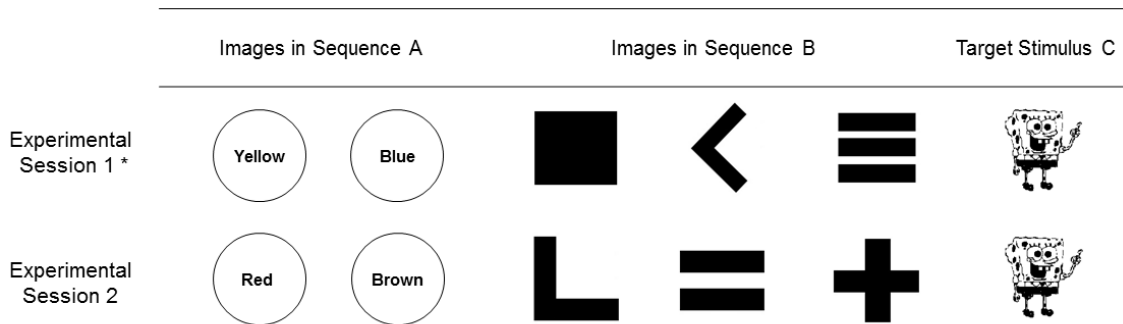 Images in Sequence A
Images in Sequence B
Target Stimulus C
Experimental
Session 1 *
Yellow
Blue
Experimental
Session 2
Red
Brown